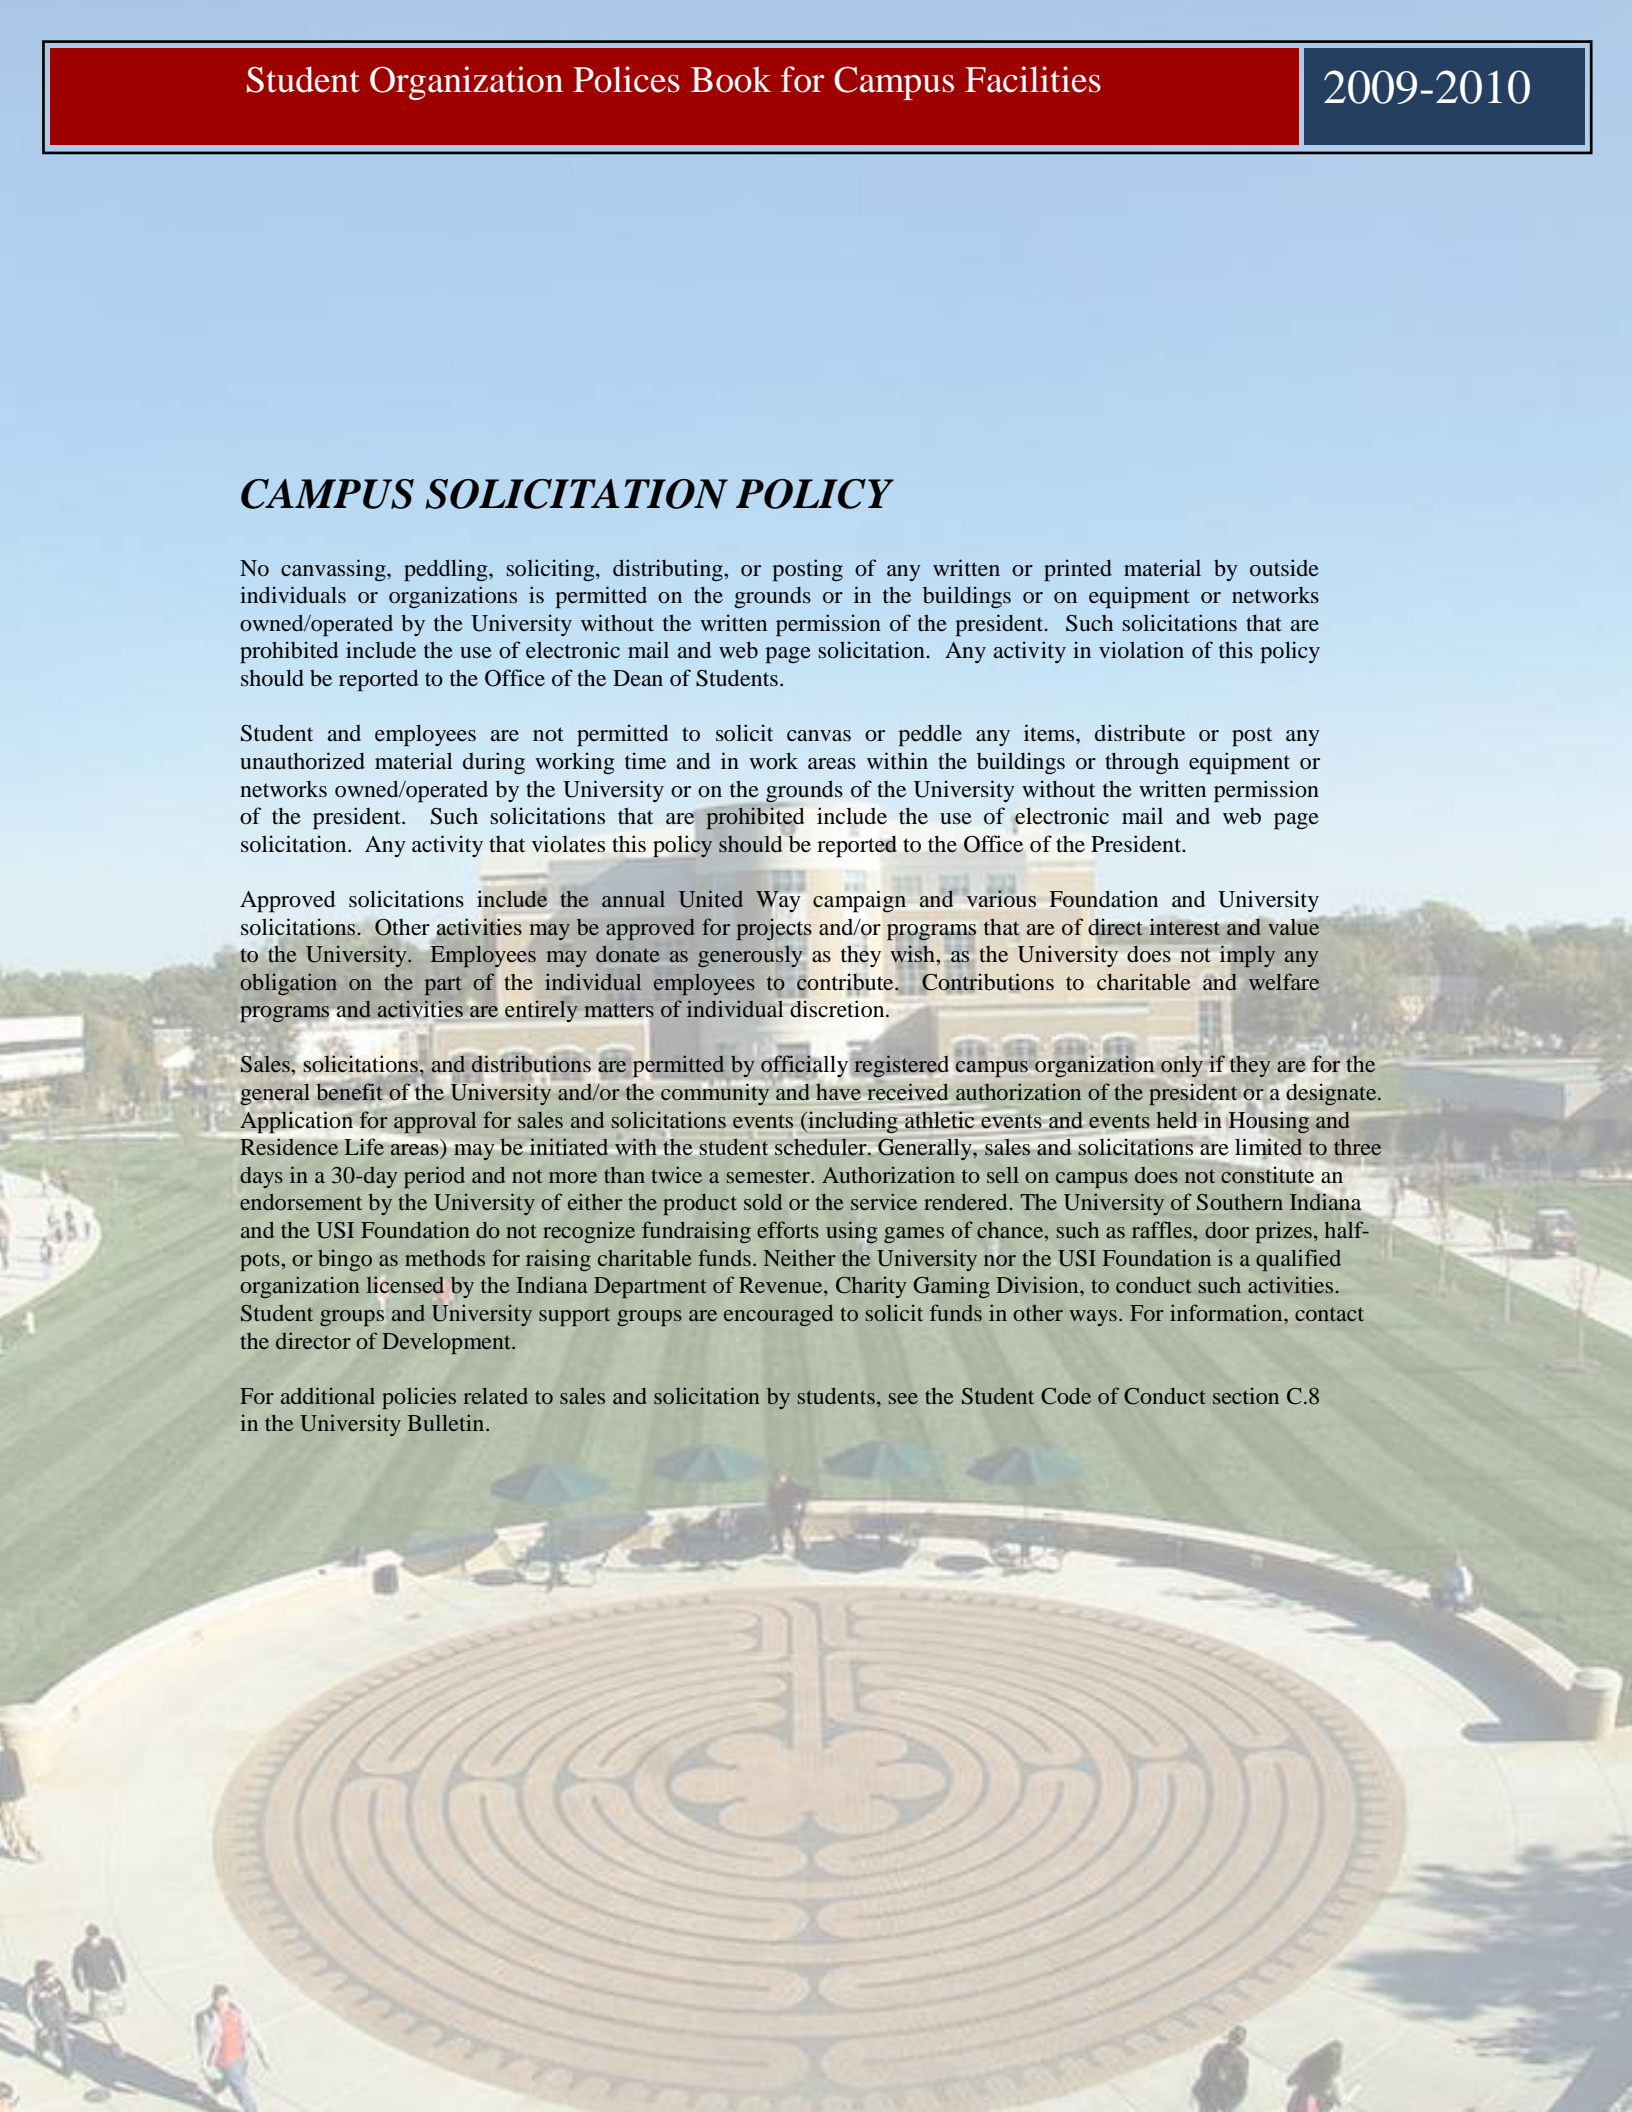 Student Organization Polices Book for Campus Facilities
2009-2010
CAMPUS SOLICITATION POLICY
No canvassing, peddling, soliciting, distributing, or posting of any written or printed material by outside
individuals or organizations is permitted on the grounds or in the buildings or on equipment or networks
owned/operated by the University without the written permission of the president. Such solicitations that are
prohibited include the use of electronic mail and web page solicitation. Any activity in violation of this policy
should be reported to the Office of the Dean of Students.
Student and employees are not permitted to solicit canvas or peddle any items, distribute or post any
unauthorized material during working time and in work areas within the buildings or through equipment or
networks owned/operated by the University or on the grounds of the University without the written permission
of the president. Such solicitations that are prohibited include the use of electronic mail and web page
solicitation. Any activity that violates this policy should be reported to the Office of the President.
Approved solicitations include the annual United Way campaign and various Foundation and University
solicitations. Other activities may be approved for projects and/or programs that are of direct interest and value
to the University. Employees may donate as generously as they wish, as the University does not imply any
obligation on the part of the individual employees to contribute. Contributions to charitable and welfare
programs and activities are entirely matters of individual discretion.
Sales, solicitations, and distributions are permitted by officially registered campus organization only if they are for the
general benefit of the University and/or the community and have received authorization of the president or a designate.
Application for approval for sales and solicitations events (including athletic events and events held in Housing and
Residence Life areas) may be initiated with the student scheduler. Generally, sales and solicitations are limited to three
days in a 30-day period and not more than twice a semester. Authorization to sell on campus does not constitute an
endorsement by the University of either the product sold or the service rendered. The University of Southern Indiana
and the USI Foundation do not recognize fundraising efforts using games of chance, such as raffles, door prizes, half-
pots, or bingo as methods for raising charitable funds. Neither the University nor the USI Foundation is a qualified
organization licensed by the Indiana Department of Revenue, Charity Gaming Division, to conduct such activities.
Student groups and University support groups are encouraged to solicit funds in other ways. For information, contact
the director of Development.
For additional policies related to sales and solicitation by students, see the Student Code of Conduct section C.8
in the University Bulletin.